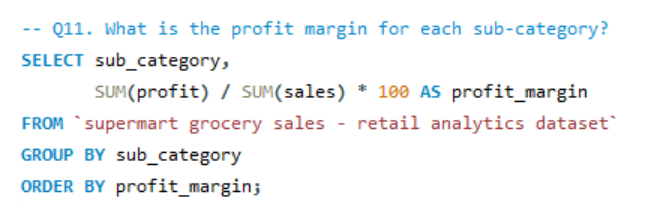 -- Q11. What is the profit margin for each sub-category?
SELECT sub_category,
SUM(profit) / SUM(sales) * 100 AS profit_margin
FROM `supermart grocery sales - retail analytics dataset`
GROUP BY sub_category
ORDER BY profit_margin;